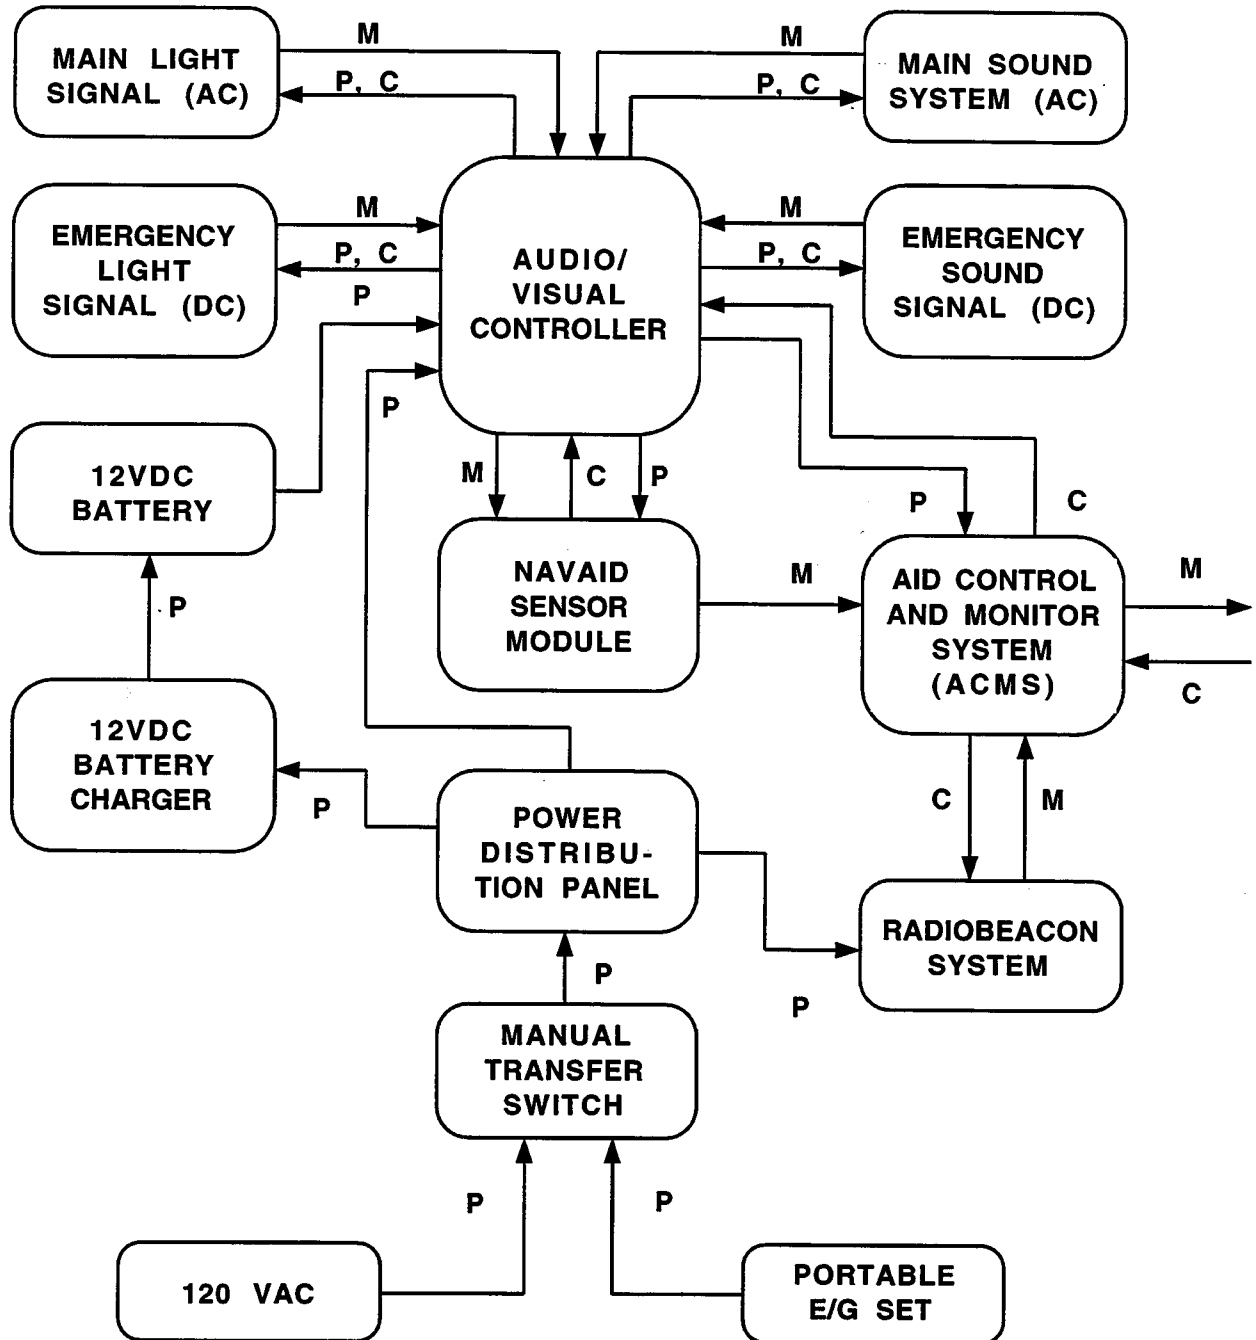 MAIN LIGHT
SIGNAL (AC)
M
P, C
M
P, C
MAIN SOUND
SYSTEM (AC)
EMERGENCY
LIGHT
SIGNAL (DC)
M
P, C
P
AUDIO/
VISUAL
CONTROLLER
M
P, C
EMERGENCY
SOUND
SIGNAL (DC)
P
12VDC
BATTERY
M
C
P
P
C
P
NAVAID
SENSOR
MODULE
M
AID CONTROL
AND MONITOR
SYSTEM
(ACMS)
M
C
12VDC
BATTERY
CHARGER
P
POWER
DISTRIBU-
TION PANEL
C
M
P
RADIOBEACON
SYSTEM
P
MANUAL
TRANSFER
SWITCH
P
P
120 VAC
PORTABLE
E/G SET